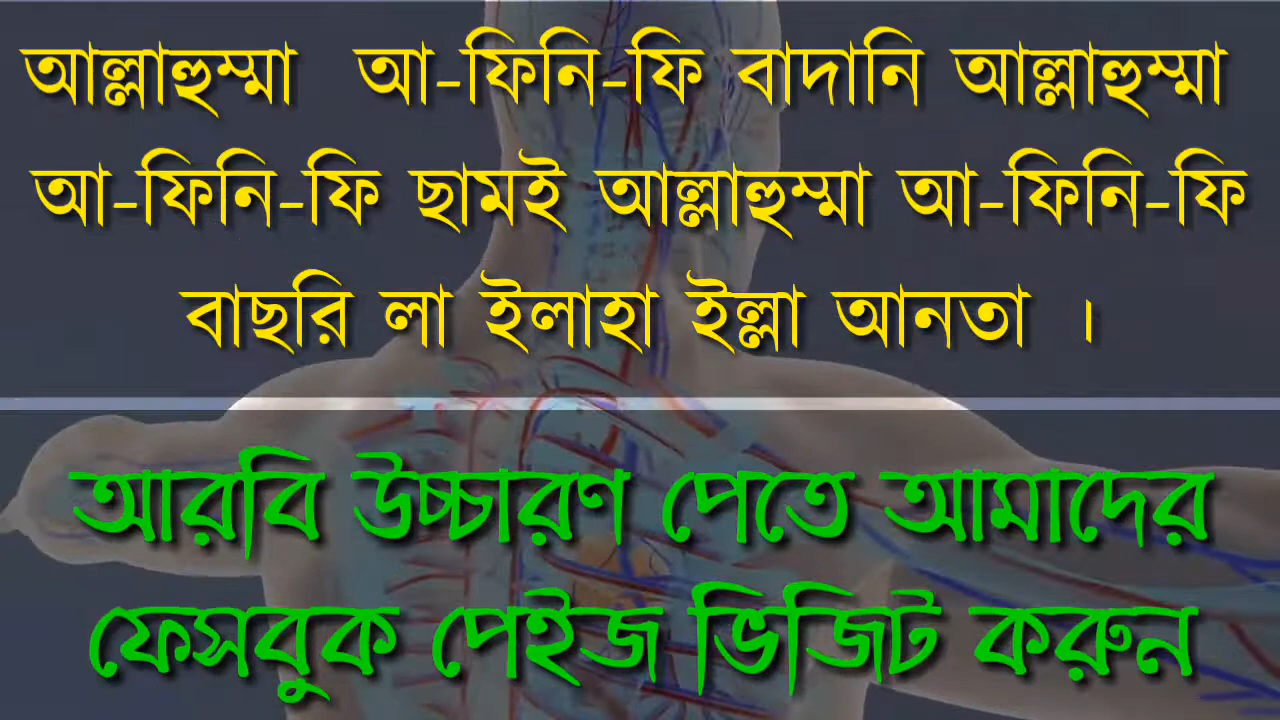 আল্লাহুম্মা আ-ফিনি-ফি বাদানি আল্লাহুম্মা
আ-ফিনি-ফি ছামই আল্লাহুম্মা আ-ফিনি-ফি
বাছরি লা ইলাহা ইল্লা আনতা ।
আরবি উচ্চারণ পেতে আমাদের
ফেসবুক পেইজ ভিজিট করুন